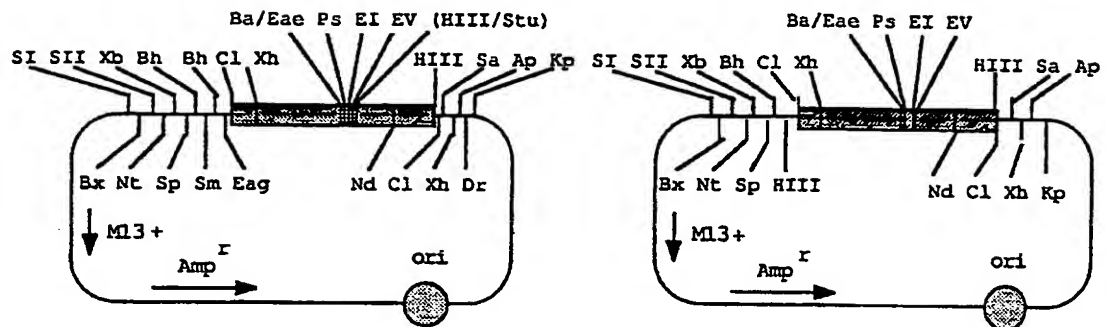 Ba/Eae Ps EI EV (HIII/Stu)
SI SII Xb Bh Bh Cl Xh HIII Sa Ap Kp
Bx Nt Sp Sm Eag Nd Cl Xh Dr
M13+
Amp r
ori
Ba/Eae Ps EI EV
SI SII Xb Bh Cl Xh HIII Sa Ap
Bx Nt Sp HIII Nd Cl Xh Kp
M13+
Amp r
ori